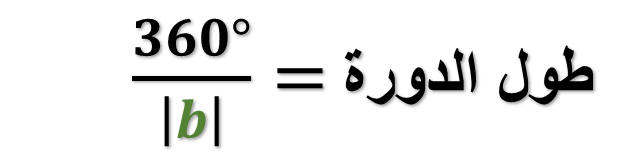 طول الدورة = 360° / |b|